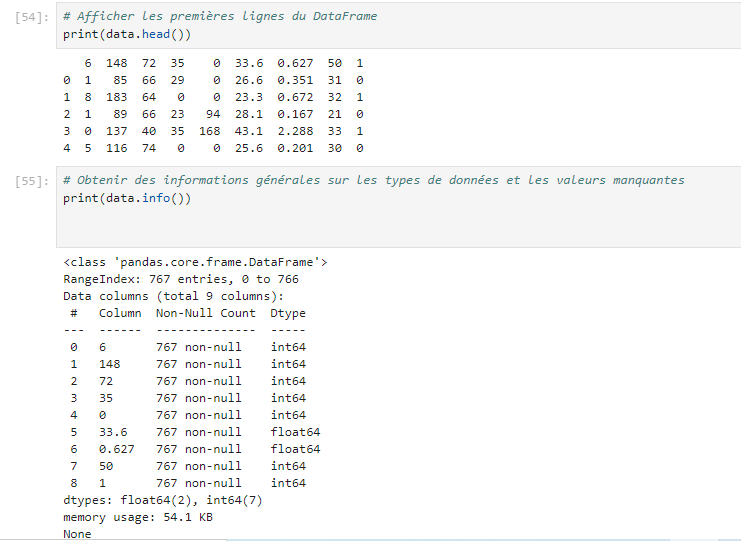 [54]: # Afficher les premières lignes du DataFrame
print(data.head())
6 148 72 35 0 33.6 0.627 50 1
0 1 85 66 29 0 26.6 0.351 31 0
1 8 183 64 0 0 23.3 0.672 32 1
2 1 89 66 23 94 28.1 0.167 21 0
3 0 137 40 35 168 43.1 2.288 33 1
4 5 116 74 0 0 25.6 0.201 30 0
[55]: # Obtenir des informations générales sur les types de données et les valeurs manquantes
print(data.info())
<class 'pandas.core.frame.DataFrame'>
RangeIndex: 767 entries, 0 to 766
Data columns (total 9 columns):
# Column Non-Null Count Dtype
--- ------ -------------- -----
0 6 767 non-null int64
1 148 767 non-null int64
2 72 767 non-null int64
3 35 767 non-null int64
4 0 767 non-null int64
5 33.6 767 non-null float64
6 0.627 767 non-null float64
7 50 767 non-null int64
8 1 767 non-null int64
dtypes: float64(2), int64(7)
memory usage: 54.1 KB
None